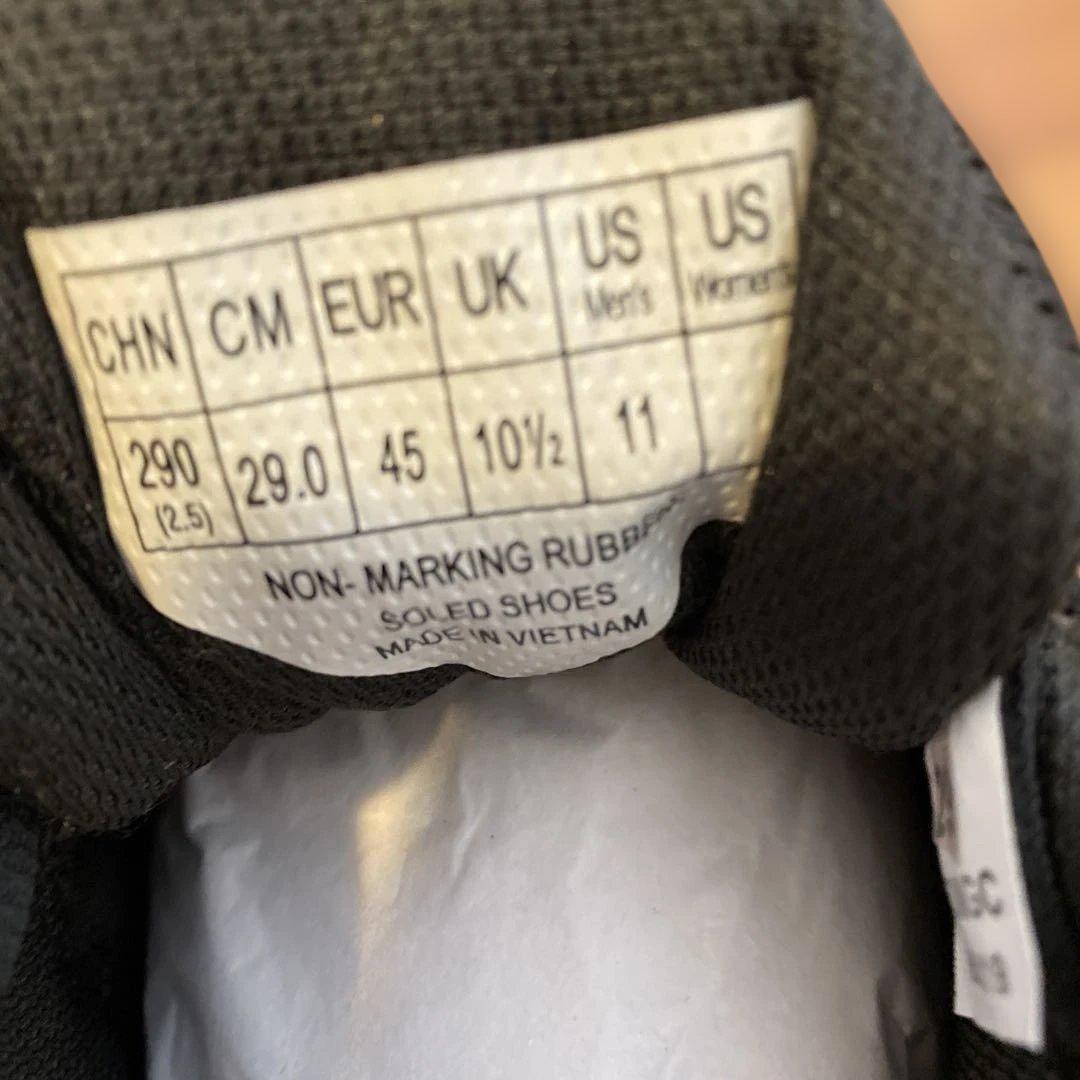 CHN CM EUR UK US Men's US Women's
290 (2.5) 29.0 45 10½ 11
NON- MARKING RUBBER
SOLED SHOES
MADE IN VIETNAM